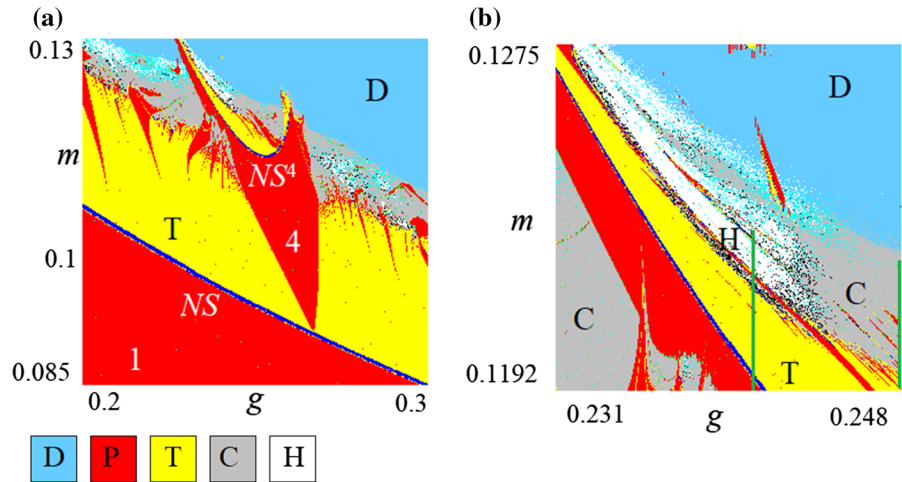 (a)
0.13
D
m
NS⁴
T
4
0.1
NS
1
0.085
0.2
g
0.3
(b)
0.1275
D
m
H
C
C
T
0.1192
0.231
g
0.248
D P T C H